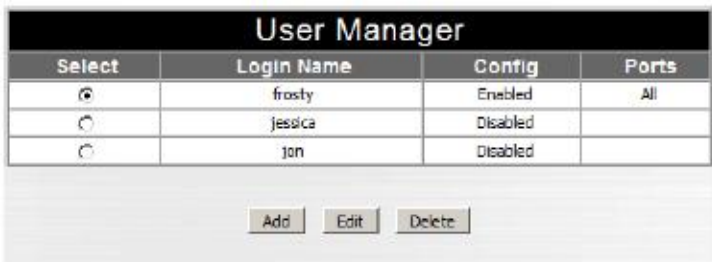 User Manager
Select Login Name Config Ports
frosty Enabled All
jessica Disabled
jon Disabled
Add Edit Delete